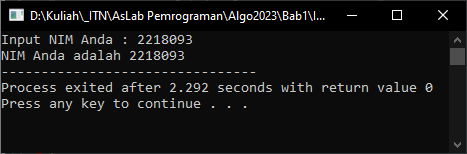 D:\Kuliah\_ITN\AsLab Pemrograman\Algo2023\Bab1\I...
Input NIM Anda : 2218093
NIM Anda adalah 2218093
--------------------------------
Process exited after 2.292 seconds with return value 0
Press any key to continue . . .